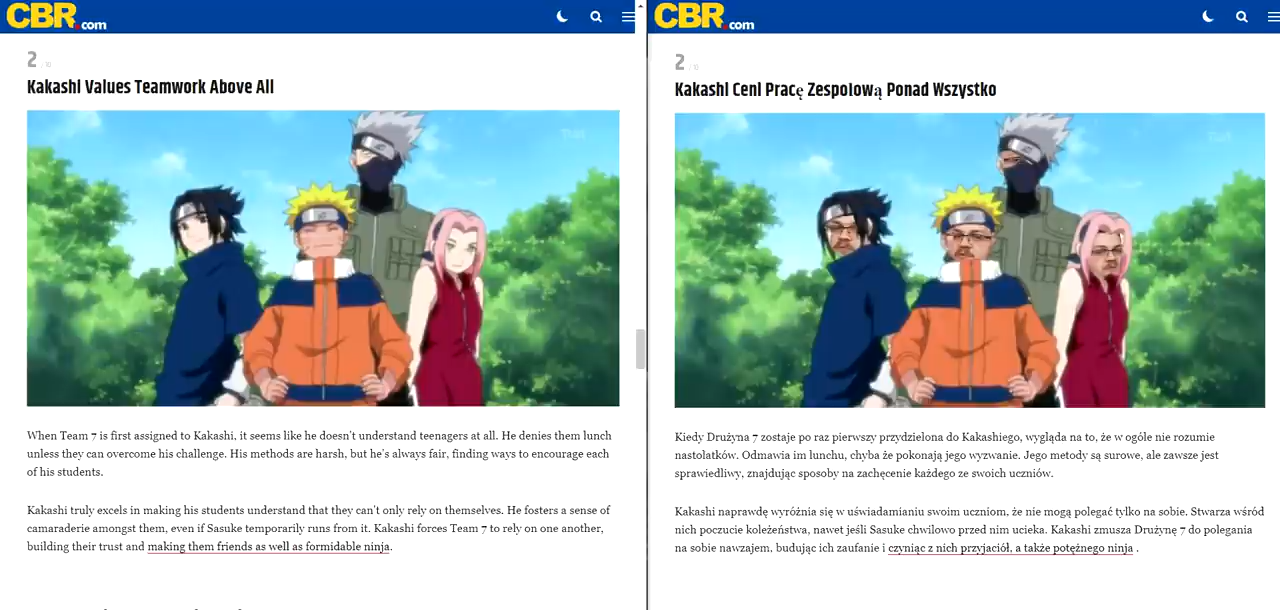 CBR.com
2 / 10
Kakashi Values Teamwork Above All
When Team 7 is first assigned to Kakashi, it seems like he doesn't understand teenagers at all. He denies them lunch
unless they can overcome his challenge. His methods are harsh, but he's always fair, finding ways to encourage each
of his students.
Kakashi truly excels in making his students understand that they can't only rely on themselves. He fosters a sense of
camaraderie amongst them, even if Sasuke temporarily runs from it. Kakashi forces Team 7 to rely on one another,
building their trust and making them friends as well as formidable ninja.
CBR.com
2 / 10
Kakashi Ceni Pracę Zespołową Ponad Wszystko
Kiedy Drużyna 7 zostaje po raz pierwszy przydzielona do Kakashiego, wygląda na to, że w ogóle nie rozumie
nastolatków. Odmawia im lunchu, chyba że pokonają jego wyzwanie. Jego metody są surowe, ale zawsze jest
sprawiedliwy, znajdując sposoby na zachęcenie każdego ze swoich uczniów.
Kakashi naprawdę wyróżnia się w uświadamianiu swoim uczniom, że nie mogą polegać tylko na sobie. Stwarza wśród
nich poczucie koleżeństwa, nawet jeśli Sasuke chwilowo przed nim ucieka. Kakashi zmusza Drużynę 7 do polegania
na sobie nawzajem, budując ich zaufanie i czyniąc z nich przyjaciół, a także potężnego ninja .